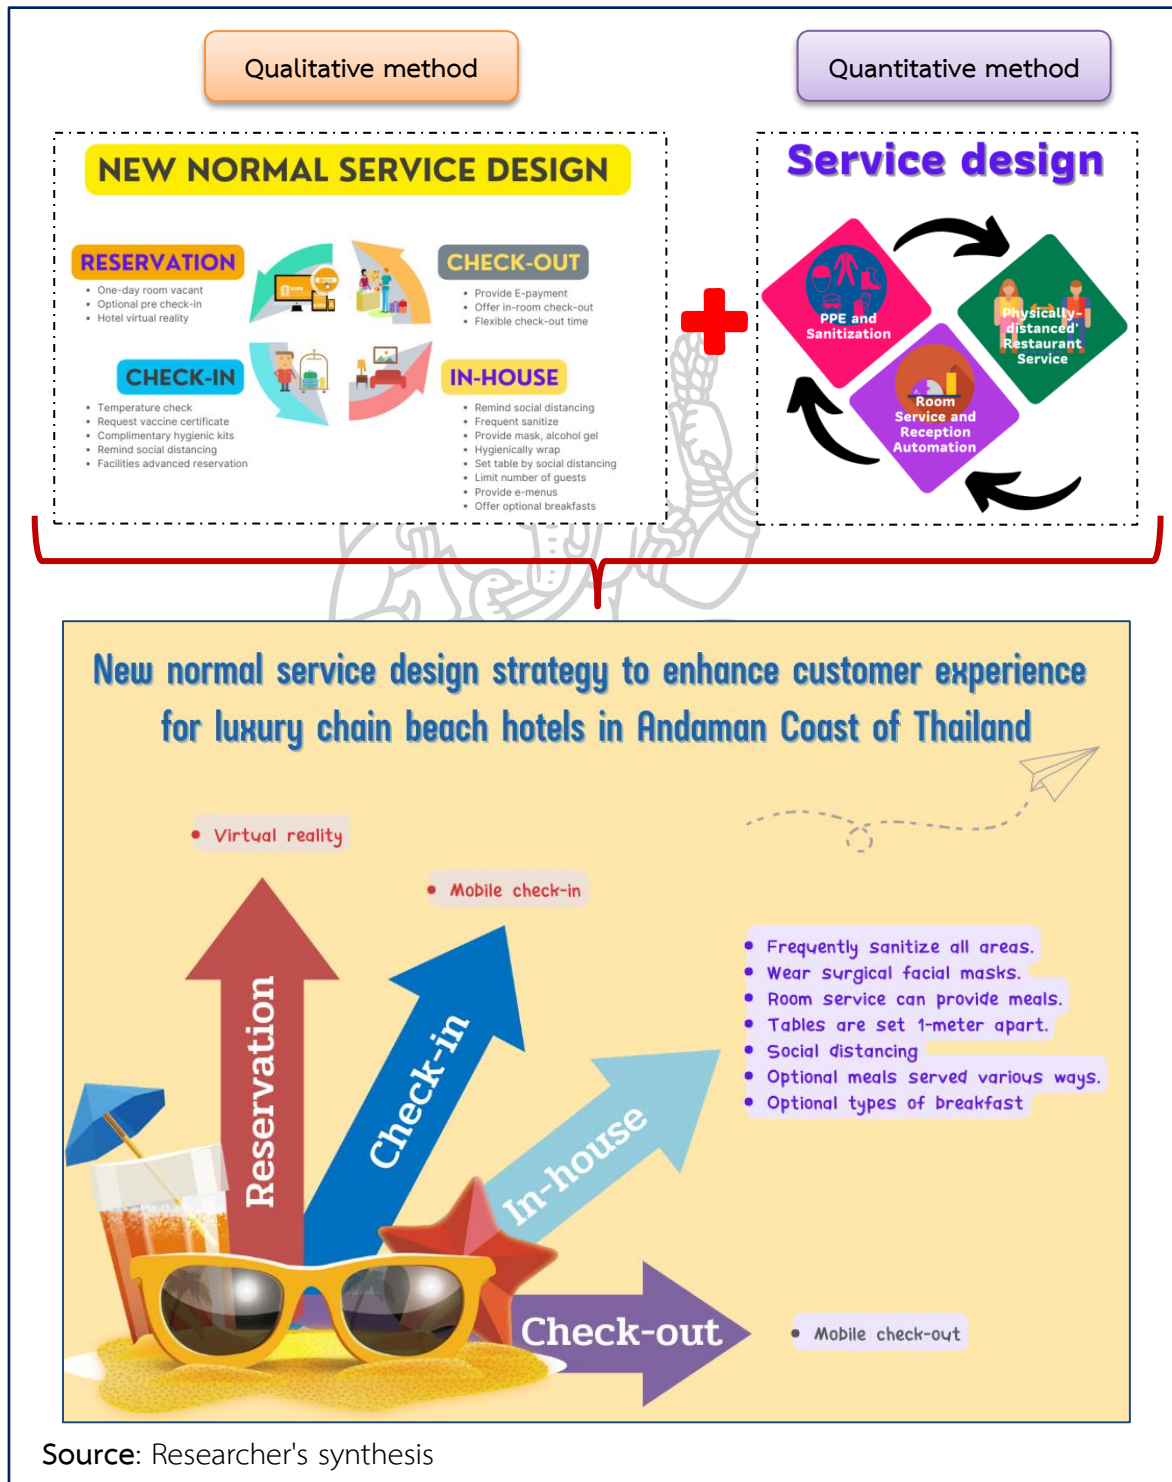 Qualitative method
Quantitative method
NEW NORMAL SERVICE DESIGN
RESERVATION
• One-day room vacant
• Optional pre check-in
• Hotel virtual reality
CHECK-OUT
• Provide E-payment
• Offer in-room check-out
• Flexible check-out time
CHECK-IN
• Temperature check
• Request vaccine certificate
• Complimentary hygienic kits
• Remind social distancing
• Facilities advanced reservation
IN-HOUSE
• Remind social distancing
• Frequent sanitize
• Provide mask, alcohol gel
• Hygienically wrap
• Set table by social distancing
• Limit number of guests
• Provide e-menus
• Offer optional breakfasts
Service design
PPE and
Sanitization
Physically-
distanced
Restaurant
Service
Room
Service and
Reception
Automation
New normal service design strategy to enhance customer experience
for luxury chain beach hotels in Andaman Coast of Thailand
• Virtual reality
• Mobile check-in
Reservation
Check-in
In-house
Check-out
• Frequently sanitize all areas.
• Wear surgical facial masks.
• Room service can provide meals.
• Tables are set 1-meter apart.
• Social distancing
• Optional meals served various ways.
• Optional types of breakfast
• Mobile check-out
Source: Researcher's synthesis